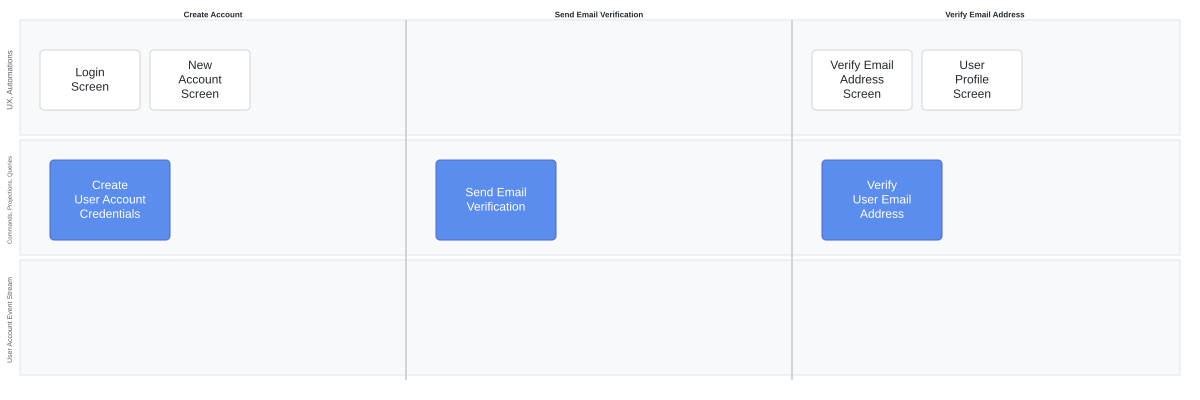 Create Account
Send Email Verification
Verify Email Address
UX, Automations
Login
Screen
New
Account
Screen
Verify Email
Address
Screen
User
Profile
Screen
Commands, Projections, Queries
Create
User Account
Credentials
Send Email
Verification
Verify
User Email
Address
User Account Event Stream